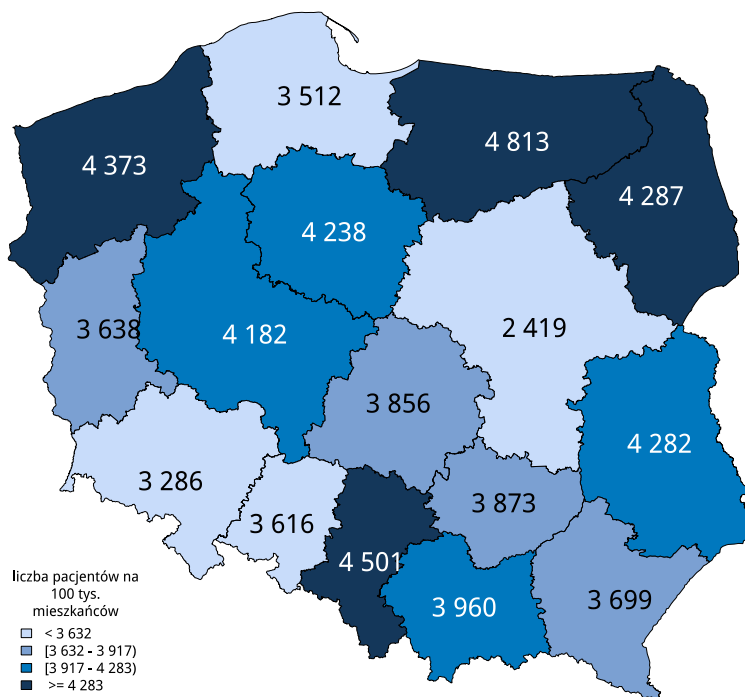 3 512
4 813
4 373
4 287
4 238
2 419
3 638
4 182
3 856
4 282
3 286
3 873
3 616
4 501
3 699
3 960
liczba pacjentów na
100 tys.
mieszkańców
< 3 632
[3 632 - 3 917)
[3 917 - 4 283)
>= 4 283